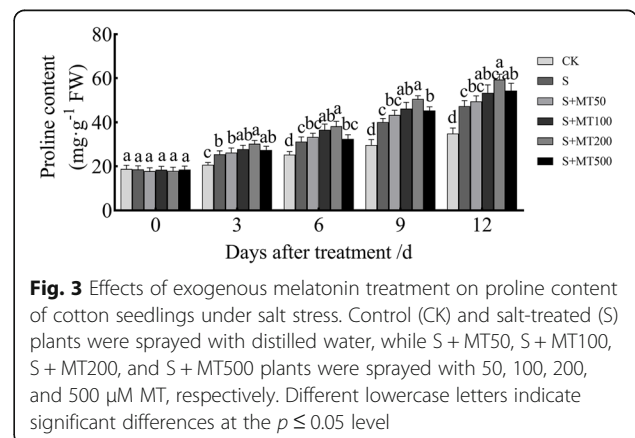 80
60
40
20
0
Proline content
(mg·g⁻¹ FW)
a a a a a a
c b b ab a ab
d c bc ab a bc
d c bc ab a b
d c bc abc a ab
CK
S
S+MT50
S+MT100
S+MT200
S+MT500
0 3 6 9 12
Days after treatment /d
Fig. 3 Effects of exogenous melatonin treatment on proline content
of cotton seedlings under salt stress. Control (CK) and salt-treated (S)
plants were sprayed with distilled water, while S + MT50, S + MT100,
S + MT200, and S + MT500 plants were sprayed with 50, 100, 200,
and 500 μM MT, respectively. Different lowercase letters indicate
significant differences at the p ≤ 0.05 level